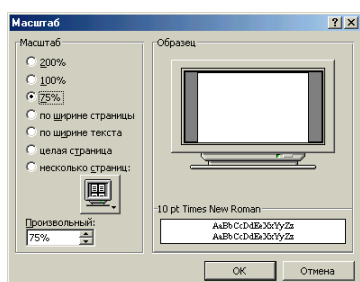 Масштаб
Масштаб
200%
100%
75%
по ширине страницы
по ширине текста
целая страница
несколько страниц:
Произвольный:
75%
Образец
10 pt Times New Roman
AaBbCcDdEeXxYyZz
AaBbCcDdEeXxYyZz
ОК
Отмена